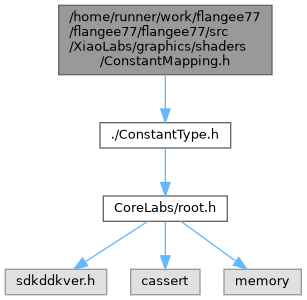 /home/runner/work/flangee77
/flangee77/flangee77/src
/XiaoLabs/graphics/shaders
/ConstantMapping.h
./ConstantType.h
CoreLabs/root.h
sdkddkver.h
cassert
memory